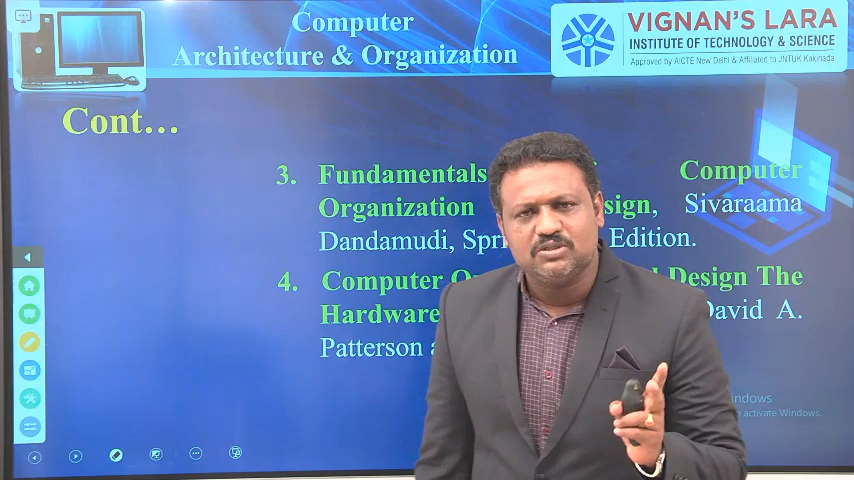 Computer
Architecture & Organization
VIGNAN'S LARA
INSTITUTE OF TECHNOLOGY & SCIENCE
Approved by AICTE New Delhi & Affiliated to JNTUK Kakinada
Cont...
3. Fundamentals Computer
Organization sign, Sivaraama
Dandamudi, Spri Edition.
4. Computer O Design The
Hardware David A.
Patterson
indows
o activate Windows.